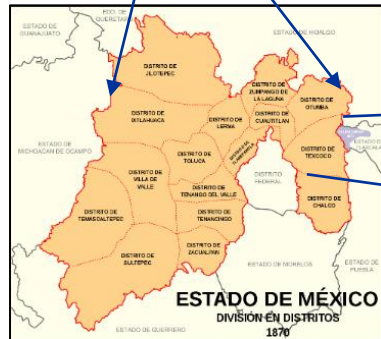 ESTADO DE
GUANAJUATO
EDO. DE
QUERÉTARO
ESTADO DE HIDALGO
DISTRITO DE
JILOTEPEC
DISTRITO DE
ZUMPANGO DE
LA LAGUNA
DISTRITO DE
OTUMBA
DISTRITO DE
IXTLAHUACA
DISTRITO DE
LERMA
DISTRITO DE
CUAUTITLÁN
ESTADO DE
MICHOACÁN DE OCAMPO
DISTRITO DE
TOLUCA
DISTRITO DE
TEXCOCO
ESTADO DE
DISTRITO DE
VILLA DE
VALLE
DISTRITO
FEDERAL
DISTRITO DE
TENANGO DEL VALLE
DISTRITO DE
CHALCO
DISTRITO DE
TEMASCALTEPEC
DISTRITO DE
TENANCINGO
DISTRITO DE
SULTEPEC
DISTRITO DE
ZACUALPAN
ESTADO DE MORELOS
ESTADO DE
PUEBLA
ESTADO DE MÉXICO
DIVISIÓN EN DISTRITOS
1870
ESTADO DE GUERRERO